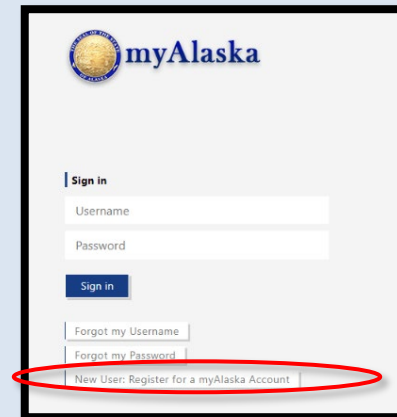 myAlaska
Sign in
Username
Password
Sign in
Forgot my Username
Forgot my Password
New User: Register for a myAlaska Account